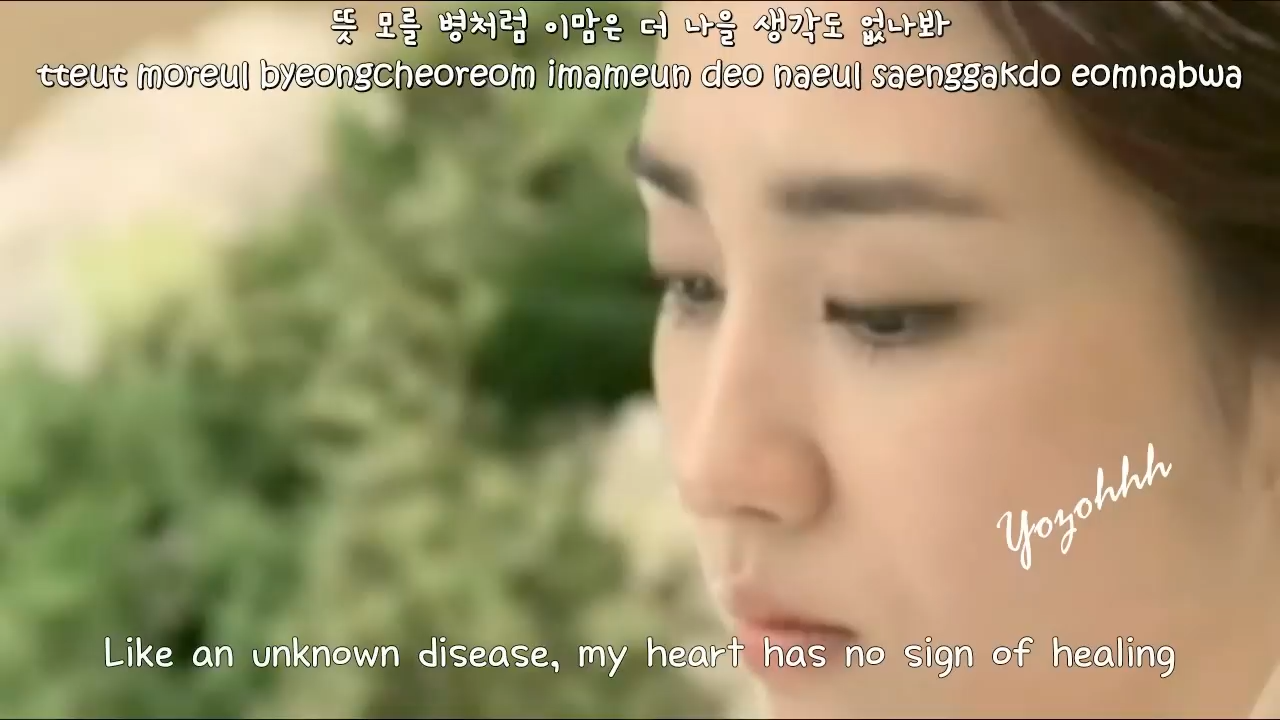 뜻 모를 병처럼 이맘은 더 나을 생각도 없나봐
tteut moreul byeongcheoreom imameun deo naeul saenggakdo eomnabwa
Yozohhh
Like an unknown disease, my heart has no sign of healing